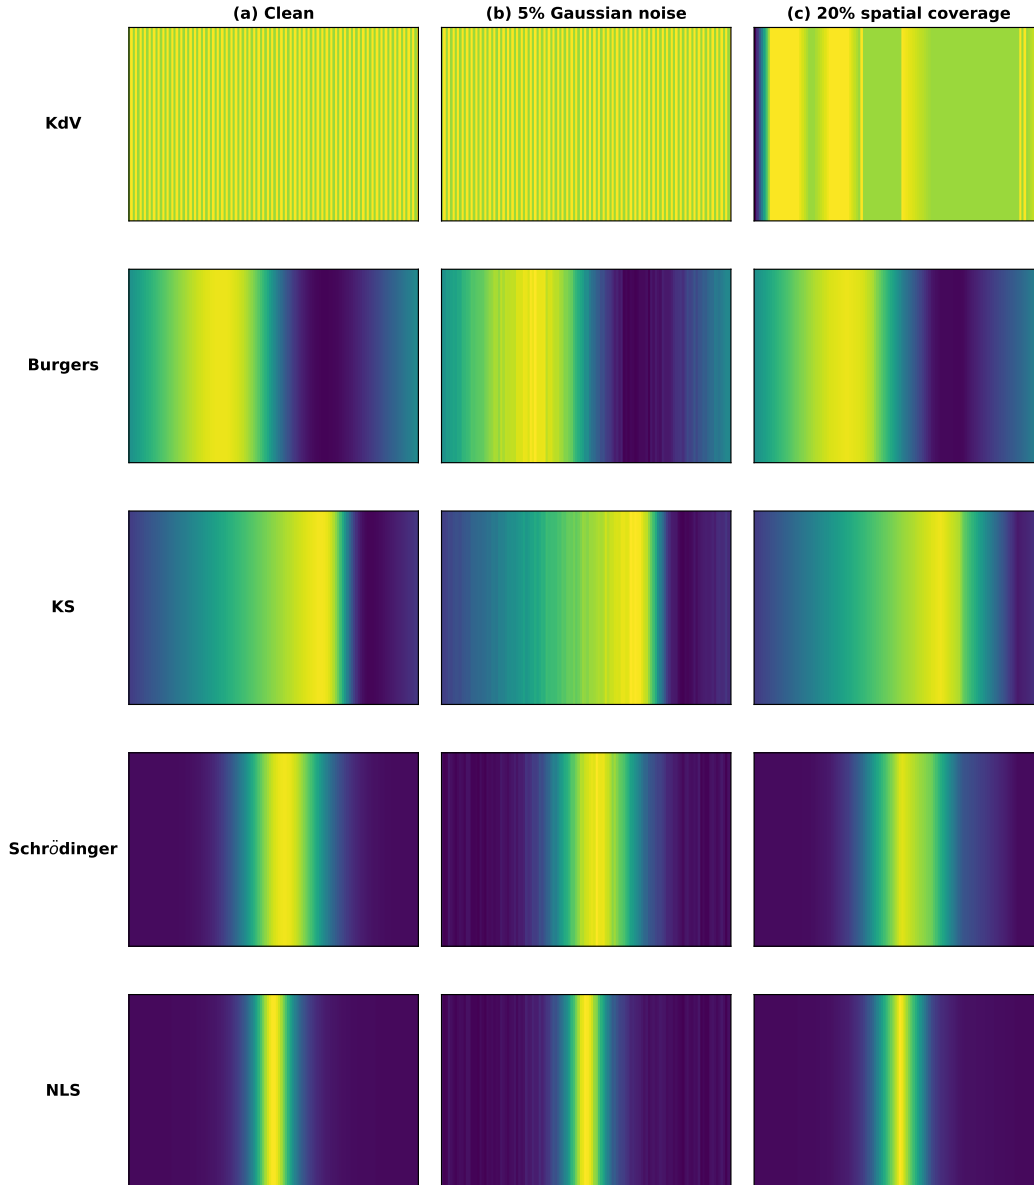 (a) Clean
(b) 5% Gaussian noise
(c) 20% spatial coverage
KdV
Burgers
KS
Schrödinger
NLS